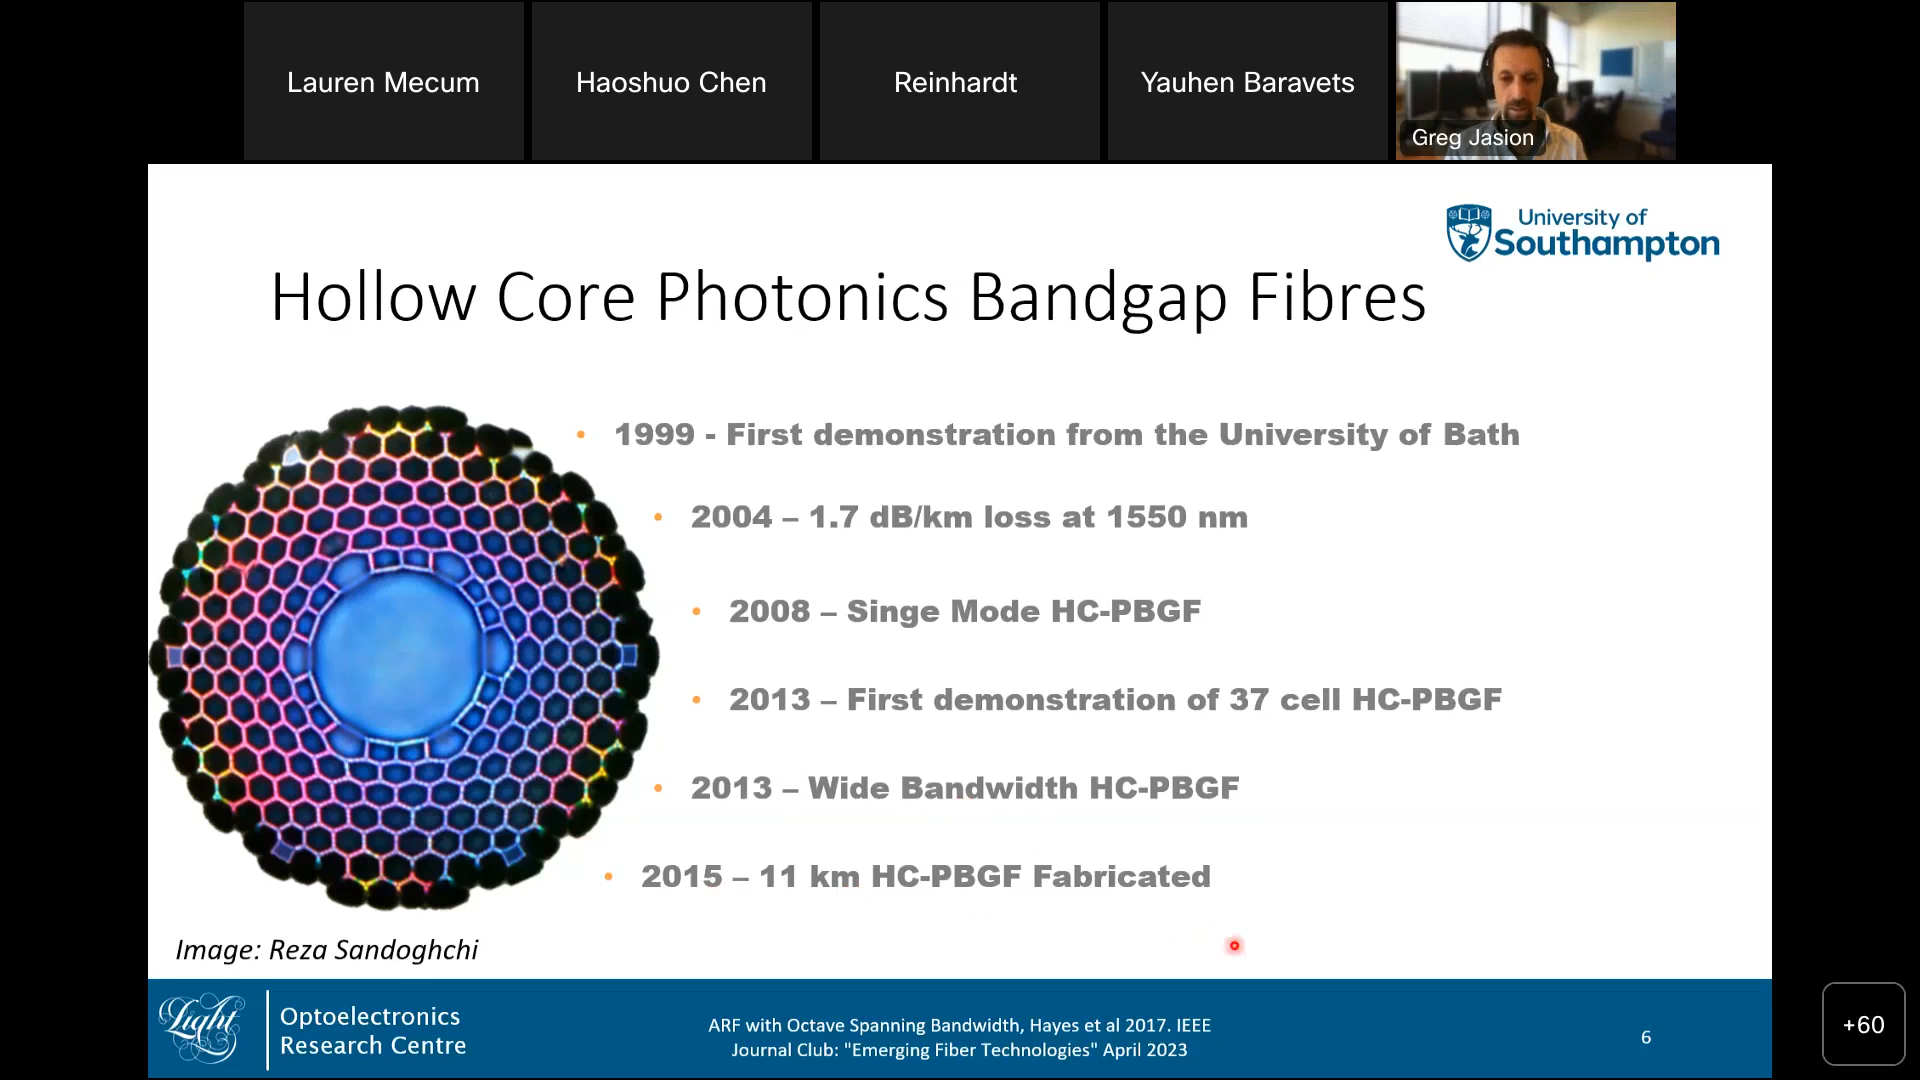 Lauren Mecum
Haoshuo Chen
Reinhardt
Yauhen Baravets
Greg Jasion
University of
Southampton
Hollow Core Photonics Bandgap Fibres
• 1999 - First demonstration from the University of Bath
• 2004 – 1.7 dB/km loss at 1550 nm
• 2008 – Singe Mode HC-PBGF
• 2013 – First demonstration of 37 cell HC-PBGF
• 2013 – Wide Bandwidth HC-PBGF
• 2015 – 11 km HC-PBGF Fabricated
Image: Reza Sandoghchi
Light
Optoelectronics
Research Centre
ARF with Octave Spanning Bandwidth, Hayes et al 2017. IEEE
Journal Club: "Emerging Fiber Technologies" April 2023
6
+60